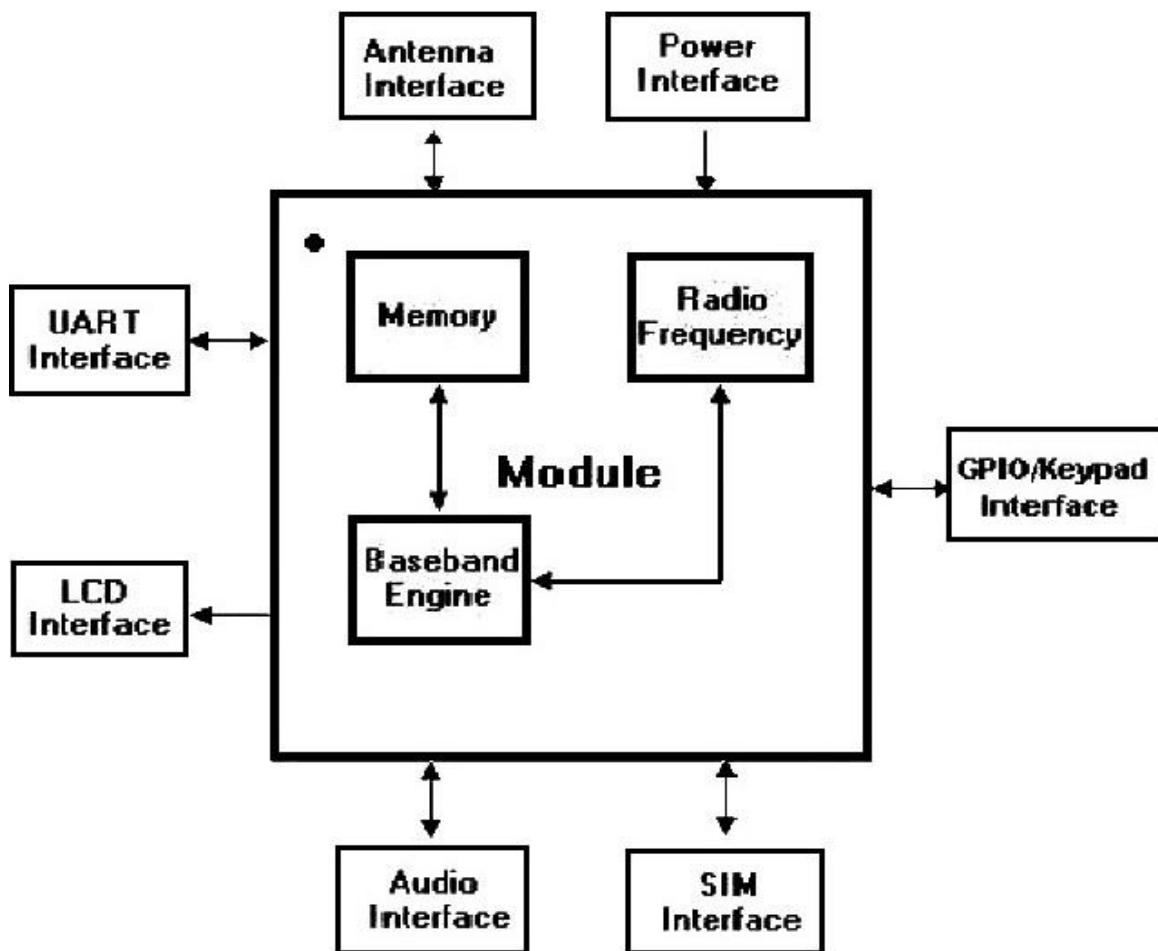 Antenna
Interface
Power
Interface
UART
Interface
Memory
Radio
Frequency
Module
GPIO/Keypad
Interface
Baseband
Engine
LCD
Interface
Audio
Interface
SIM
Interface